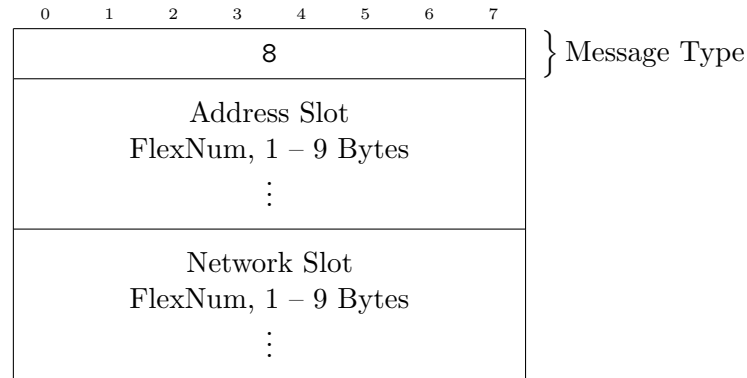 0 1 2 3 4 5 6 7
8
Message Type
Address Slot
FlexNum, 1 – 9 Bytes
⋮
Network Slot
FlexNum, 1 – 9 Bytes
⋮